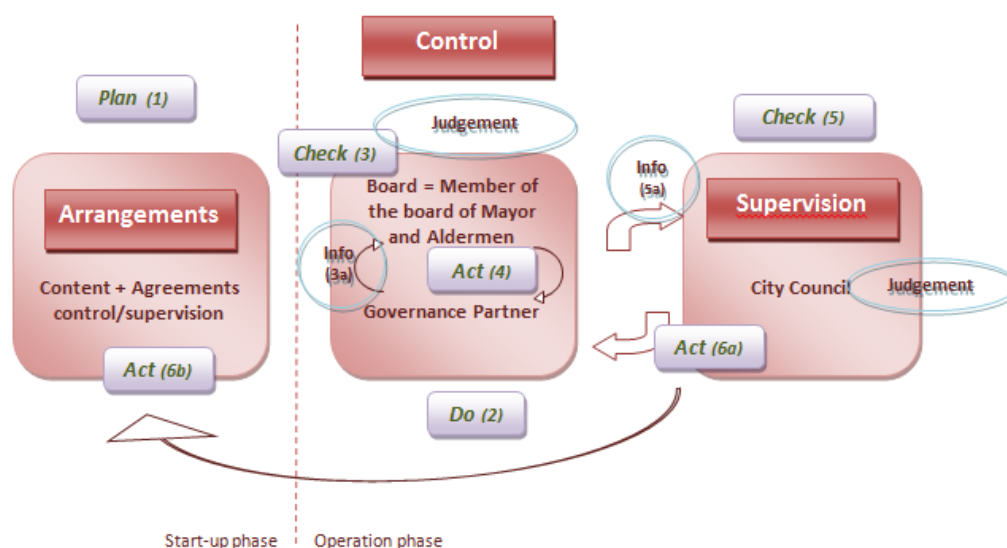 Control
Plan (1)
Judgement
Check (5)
Check (3)
Info
(5a)
Board = Member of
the board of Mayor
and Aldermen
Arrangements
Supervision
Info
(3a)
Act (4)
Content + Agreements
control/supervision
City Council
Judgement
Governance Partner
Act (6b)
Act (6a)
Do (2)
Start-up phase
Operation phase